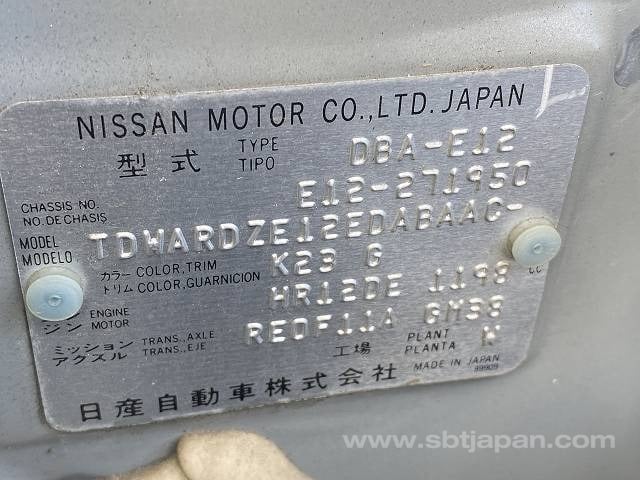 NISSAN MOTOR CO.,LTD. JAPAN
型式 TYPE TIPO DBA-E12
CHASSIS NO. NO.DE CHASIS E12-271950
MODEL MODELO TDWARDZE12EDABAAC-
カラー COLOR,TRIM トリム COLOR,GUARNICION K23 G
ENGINE ジン MOTOR HR12DE 1198 cc
ミッション TRANS.,AXLE アクスル TRANS.,EJE RE0F11A GM38
工場 PLANT PLANTA N
日産自動車株式会社 MADE IN JAPAN
www.sbtjapan.com